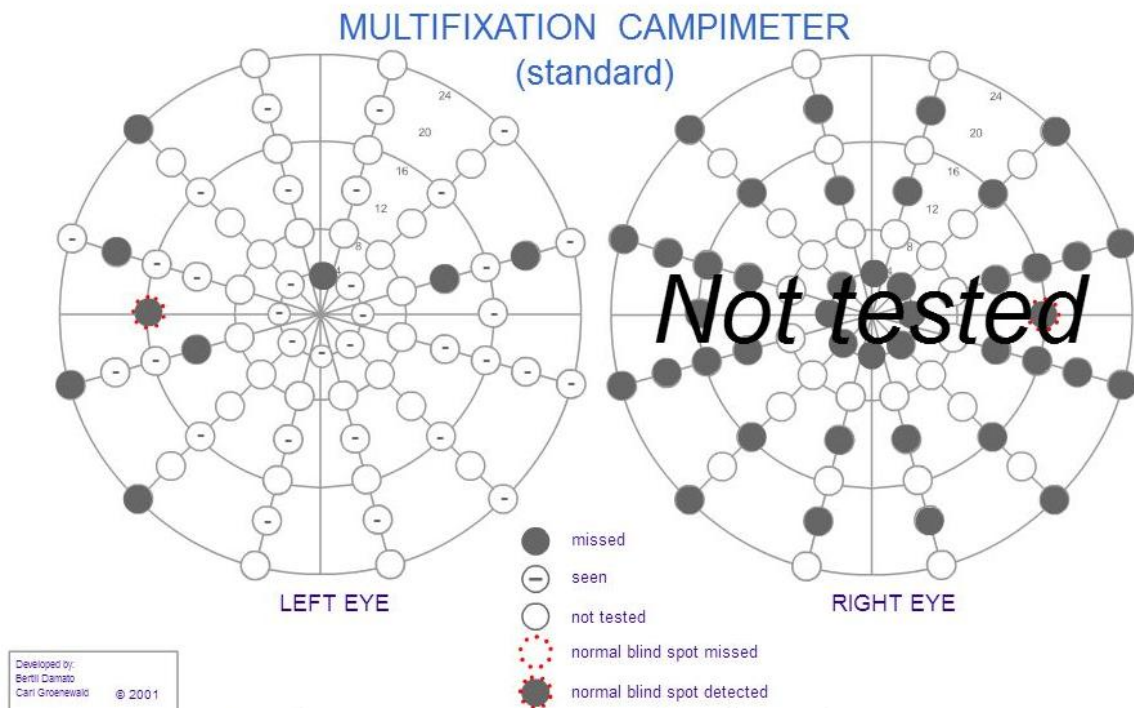 MULTIFIXATION CAMPIMETER
(standard)
24
20
16
12
8
4
24
20
16
12
8
Not tested
LEFT EYE
RIGHT EYE
missed
seen
not tested
normal blind spot missed
normal blind spot detected
Developed by:
Bertil Damato
Carl Groenewald © 2001